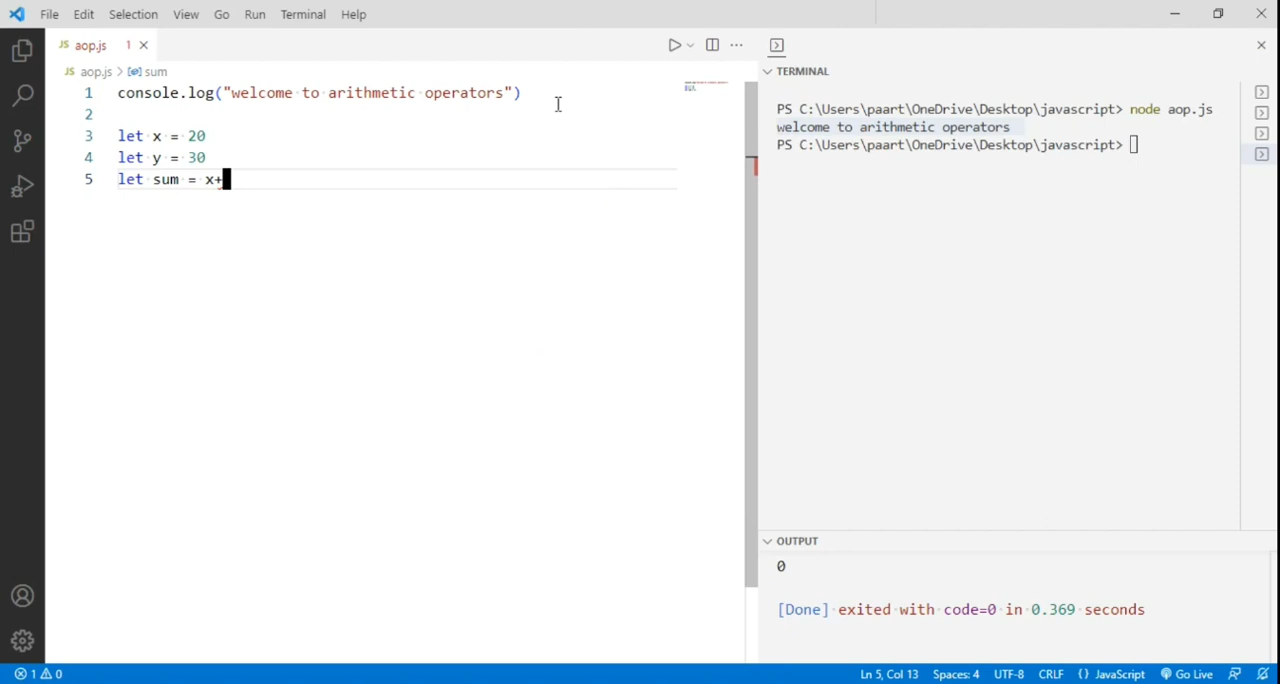 File Edit Selection View Go Run Terminal Help
JS aop.js 1
JS aop.js > sum
1 console.log("welcome to arithmetic operators")
2
3 let x = 20
4 let y = 30
5 let sum = x+
TERMINAL
PS C:\Users\paart\OneDrive\Desktop\javascript> node aop.js
welcome to arithmetic operators
PS C:\Users\paart\OneDrive\Desktop\javascript>
OUTPUT
0
[Done] exited with code=0 in 0.369 seconds
1 0 Ln 5, Col 13 Spaces: 4 UTF-8 CRLF {} JavaScript Go Live